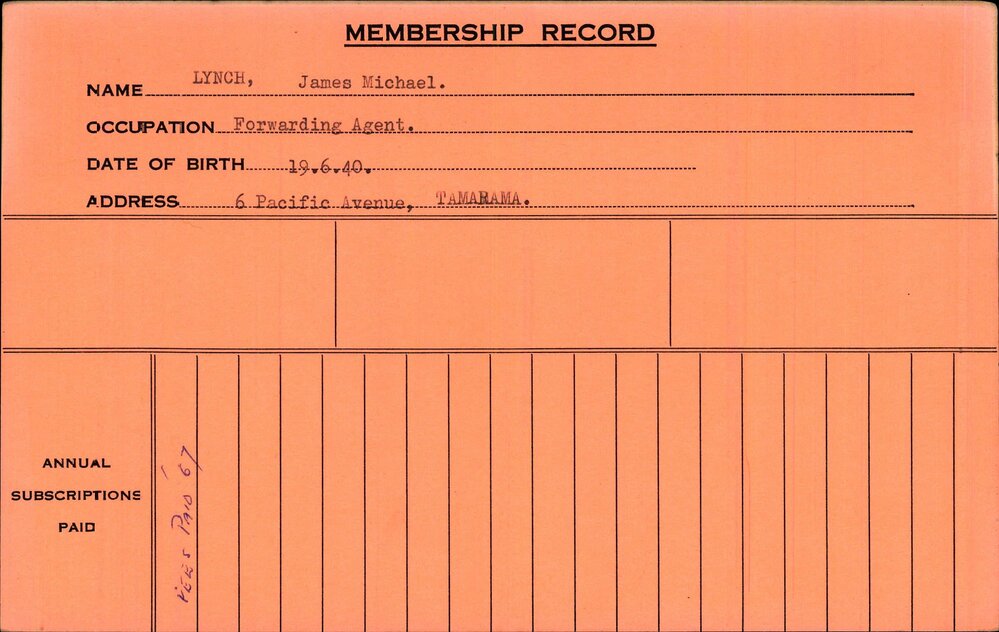 MEMBERSHIP RECORD
NAME LYNCH, James Michael.
OCCUPATION Forwarding Agent.
DATE OF BIRTH 19.6.40.
ADDRESS 6 Pacific Avenue, TAMARAMA.
ANNUAL
SUBSCRIPTIONS
PAID
FEES PAID '67